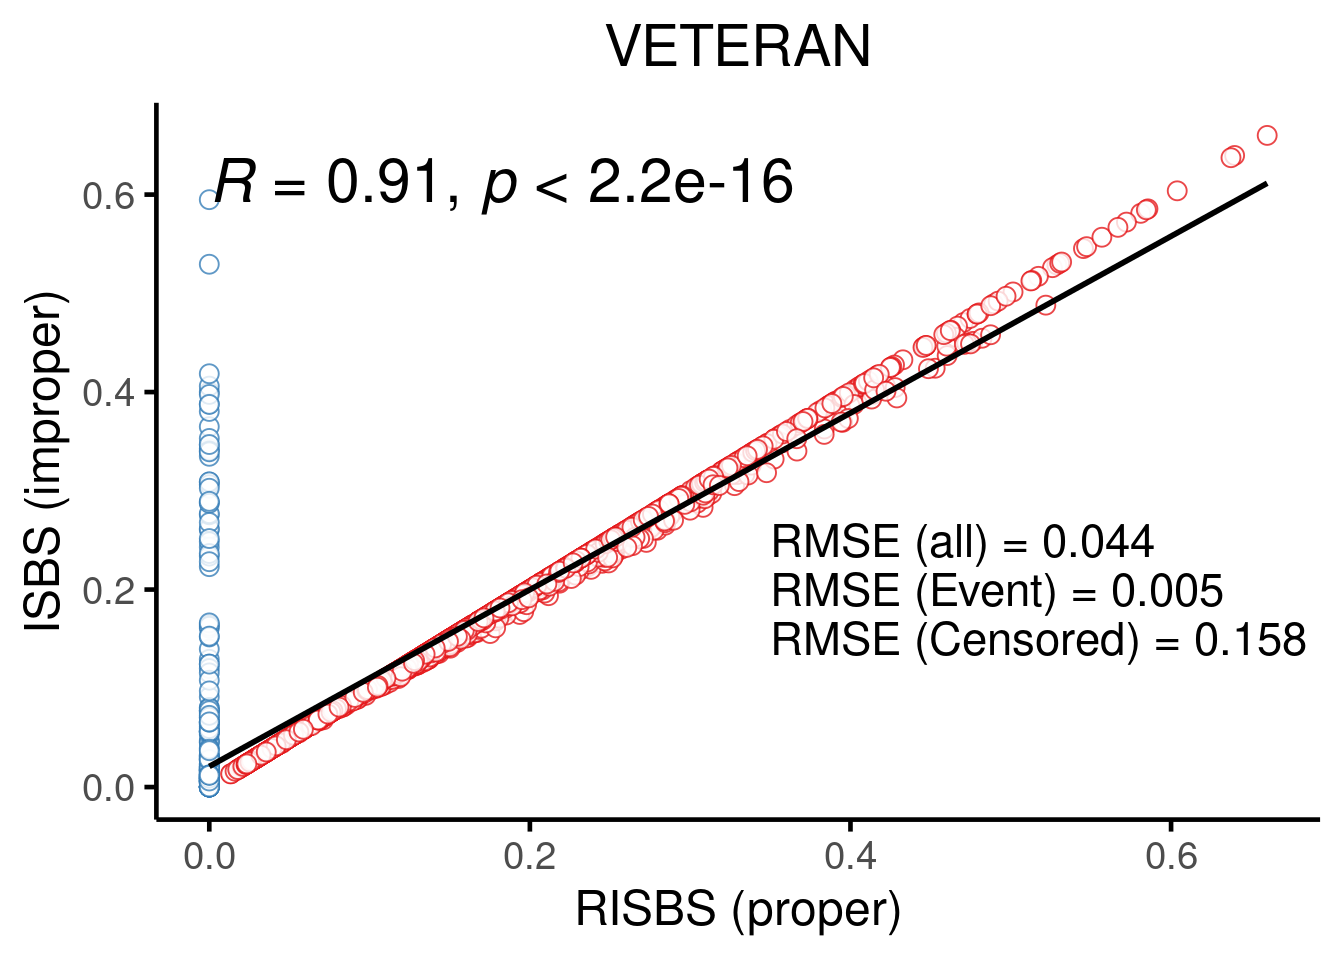 VETERAN
R = 0.91, p < 2.2e-16
ISBS (improper)
0.6
0.4
0.2
0.0
RMSE (all) = 0.044
RMSE (Event) = 0.005
RMSE (Censored) = 0.158
0.0 0.2 0.4 0.6
RISBS (proper)